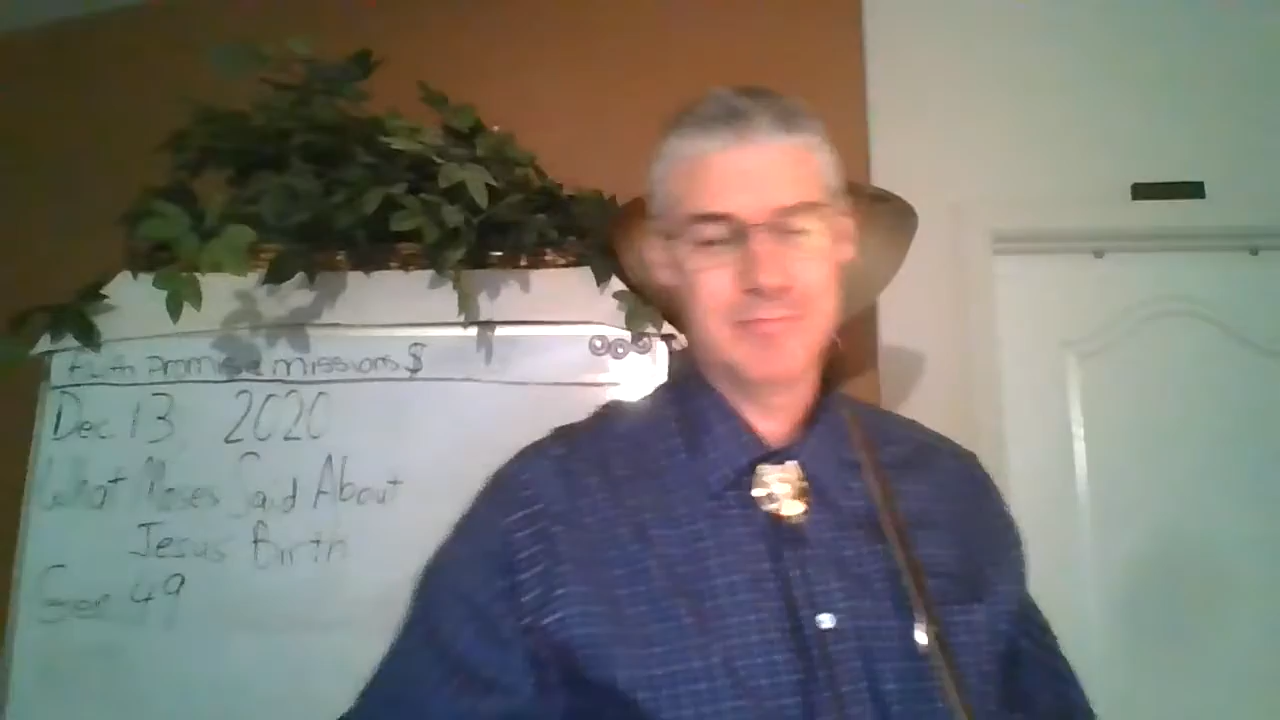 faith promise missions $
Dec 13 2020
What Moses Said About
Jesus Birth
Gen 49